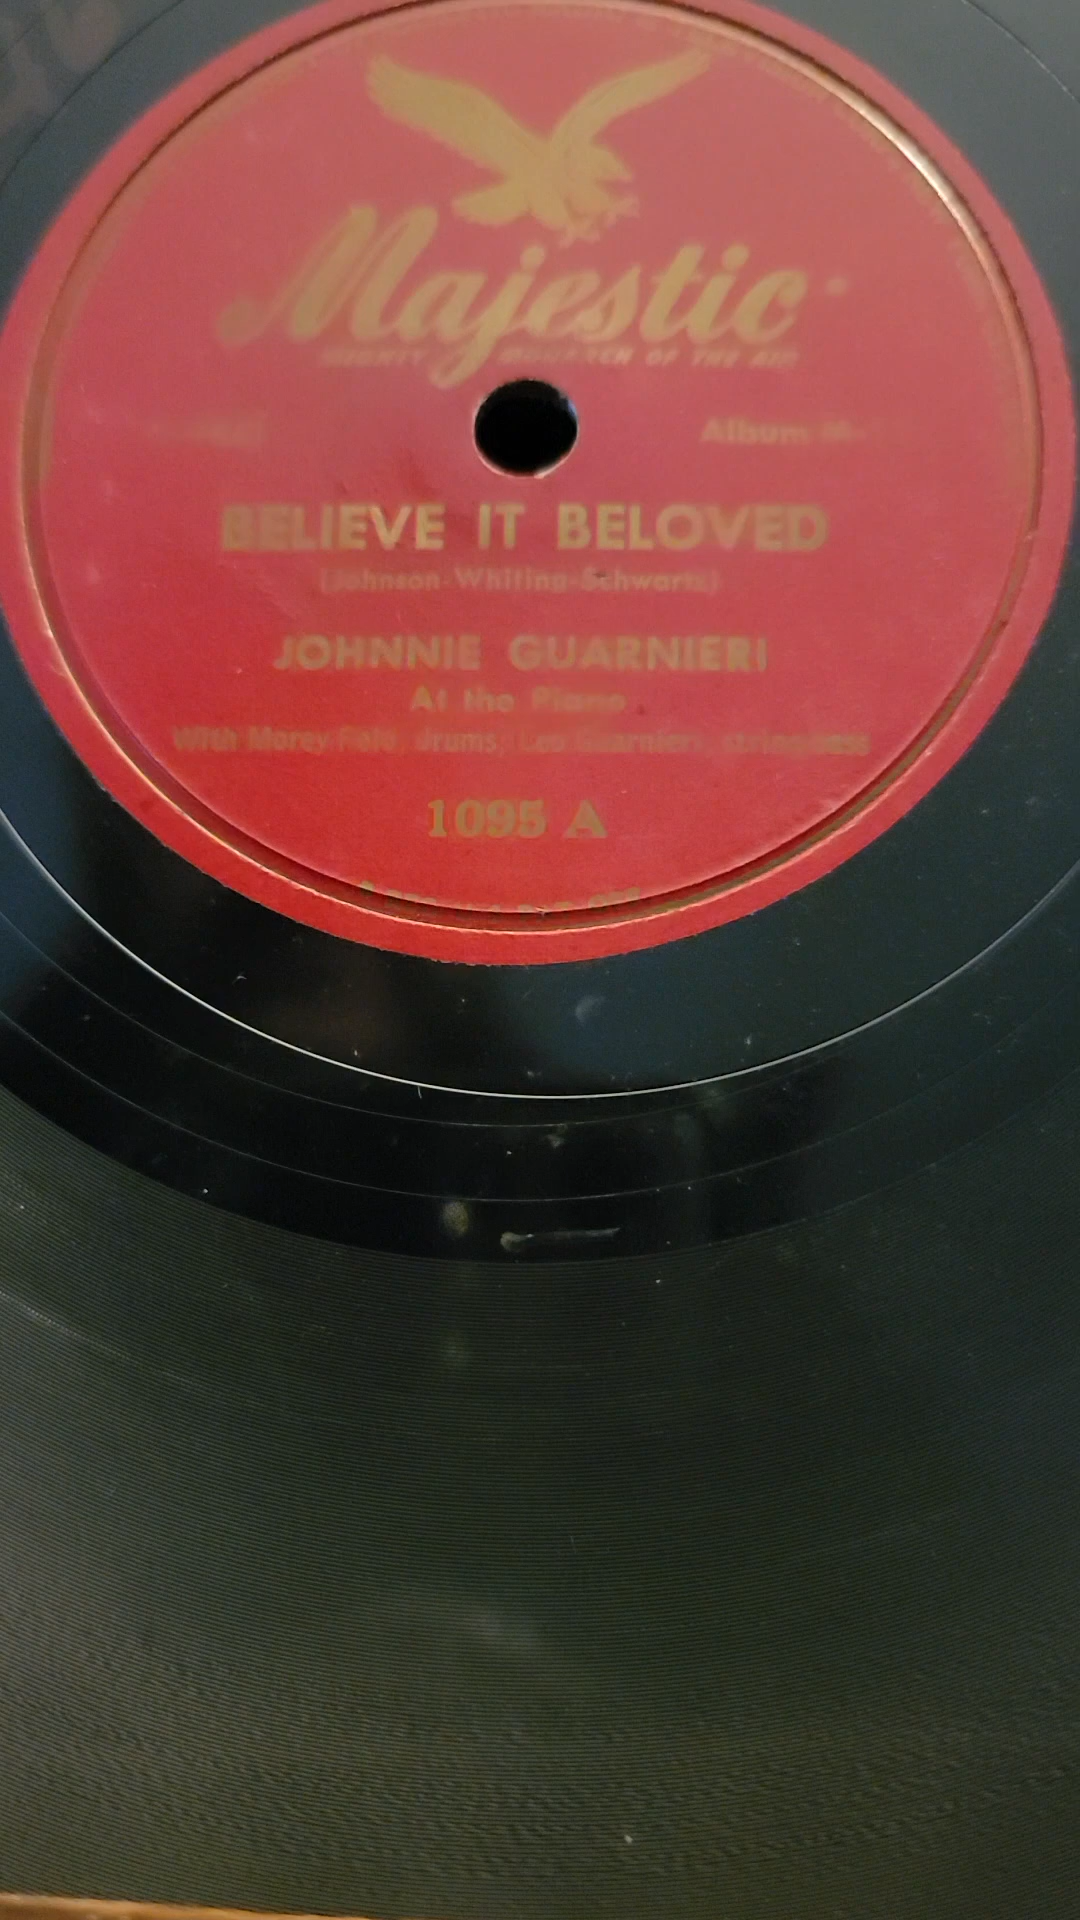 Majestic
MIGHTY MONARCH OF THE AIR
Album
BELIEVE IT BELOVED
(Johnson-Whiting-Schwartz)
JOHNNIE GUARNIERI
At the Piano
With Morey Feld, drums; Leo Guarnieri, string bass
1095 A